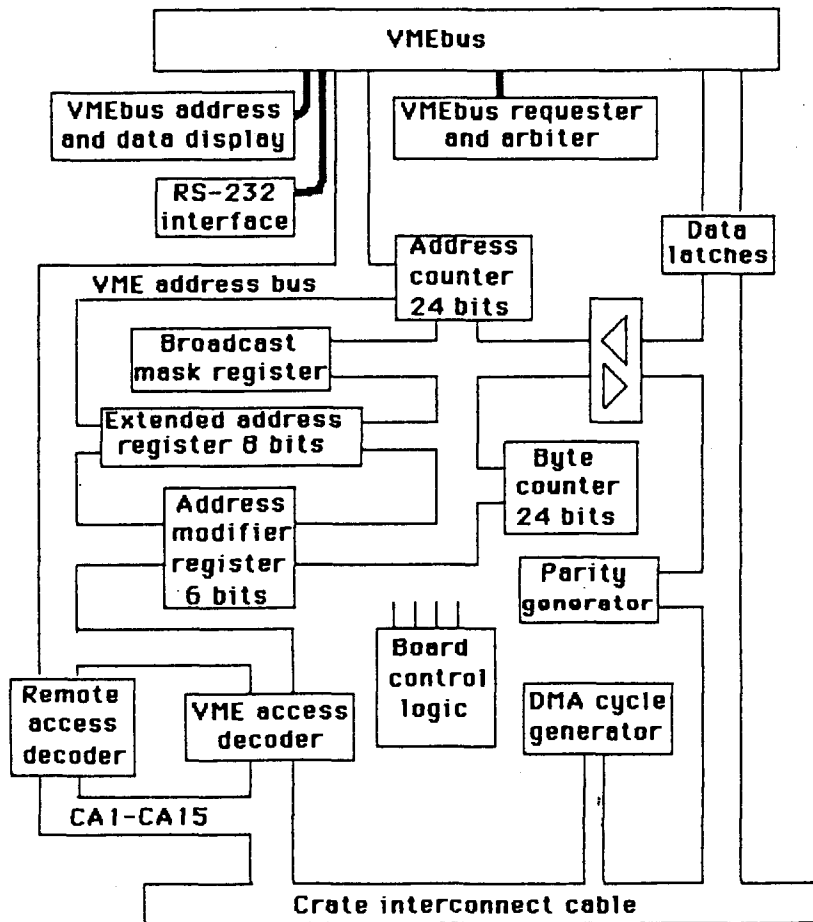 VMEbus
VMEbus address
and data display
VMEbus requester
and arbiter
RS-232
interface
Data
latches
Address
counter
24 bits
VME address bus
Broadcast
mask register
Extended address
register 8 bits
Byte
counter
24 bits
Address
modifier
register
6 bits
Parity
generator
Board
control
logic
Remote
access
decoder
VME access
decoder
DMA cycle
generator
CA1-CA15
Crate interconnect cable